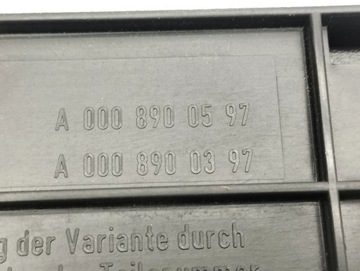 A 000 890 05 97
A 000 890 03 97
g der Variante durch